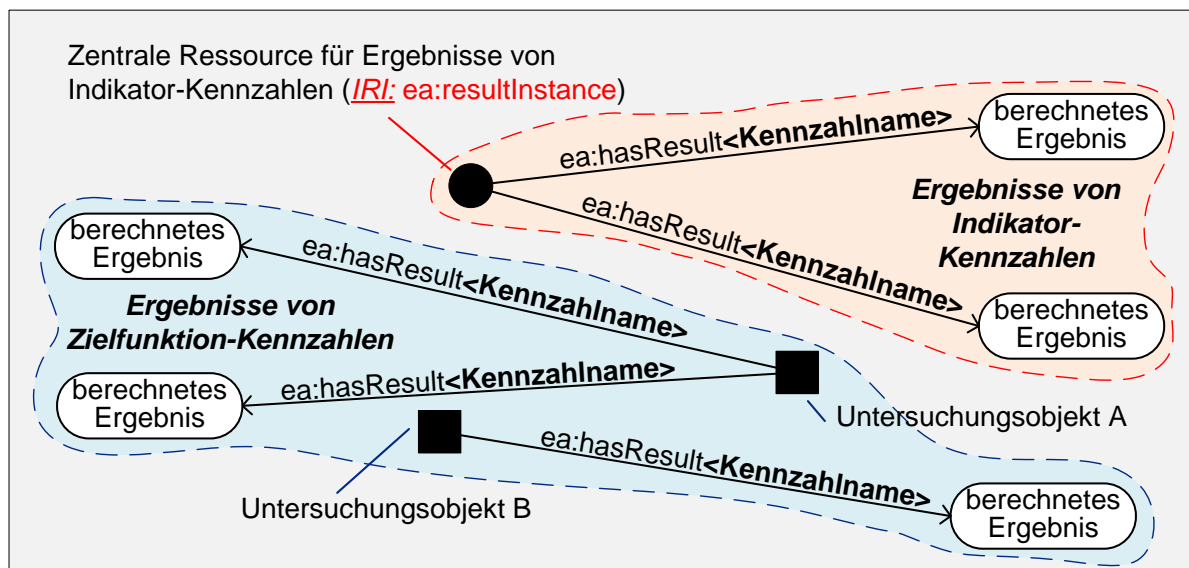 Zentrale Ressource für Ergebnisse von
Indikator-Kennzahlen (IRI: ea:resultInstance)
berechnetes
Ergebnis
ea:hasResult<Kennzahlname>
ea:hasResult<Kennzahlname>
Ergebnisse von
Indikator-
Kennzahlen
berechnetes
Ergebnis
berechnetes
Ergebnis
ea:hasResult<Kennzahlname>
Ergebnisse von
Zielfunktion-Kennzahlen
berechnetes
Ergebnis
ea:hasResult<Kennzahlname>
Untersuchungsobjekt A
ea:hasResult<Kennzahlname>
Untersuchungsobjekt B
berechnetes
Ergebnis